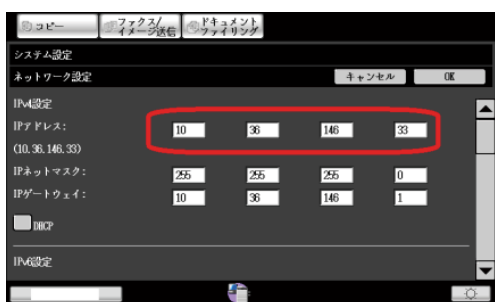 コピー
ファクス/
イメージ送信
ドキュメント
ファイリング
システム設定
ネットワーク設定
キャンセル
OK
IPv4設定
IPアドレス:
10 36 146 33
(10.36.146.33)
IPネットマスク:
255 255 255 0
IPゲートウェイ:
10 36 146 1
DHCP
IPv6設定